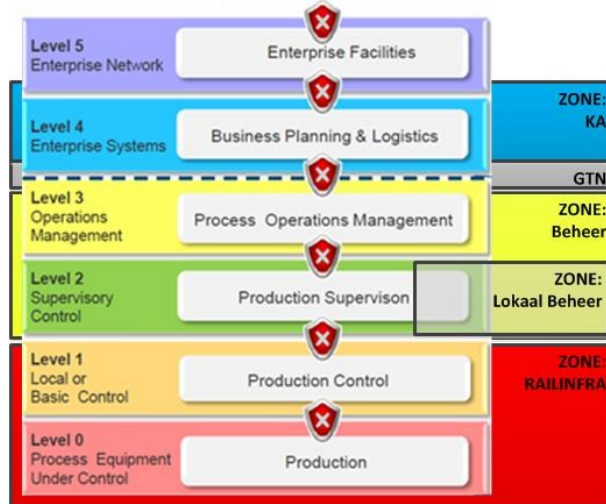 Level 5
Enterprise Network
Enterprise Facilities
Level 4
Enterprise Systems
Business Planning & Logistics
ZONE:
KA
GTN
Level 3
Operations
Management
Process Operations Management
ZONE:
Beheer
Level 2
Supervisory
Control
Production Supervison
ZONE:
Lokaal Beheer
Level 1
Local or
Basic Control
Production Control
ZONE:
RAILINFRA
Level 0
Process Equipment
Under Control
Production